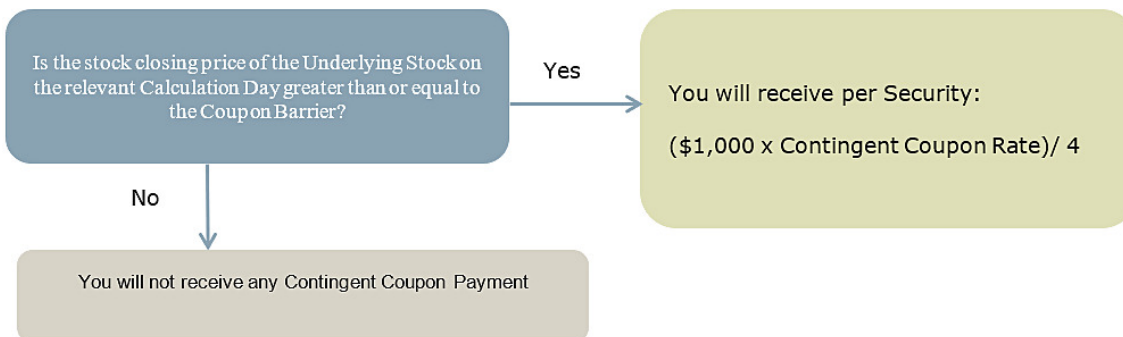 Is the stock closing price of the Underlying Stock on
the relevant Calculation Day greater than or equal to
the Coupon Barrier?
Yes
You will receive per Security:
($1,000 x Contingent Coupon Rate)/ 4
No
You will not receive any Contingent Coupon Payment